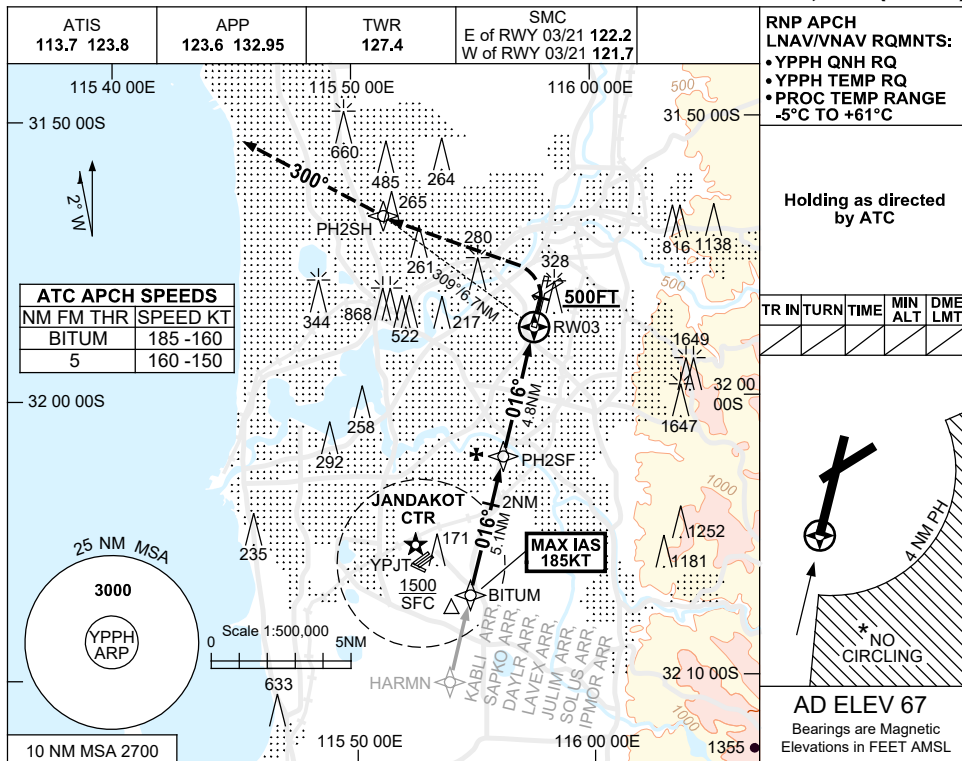 ATIS
113.7 123.8
APP
123.6 132.95
TWR
127.4
SMC
E of RWY 03/21 122.2
W of RWY 03/21 121.7
RNP APCH
LNAV/VNAV RQMNTS:
• YPPH QNH RQ
• YPPH TEMP RQ
• PROC TEMP RANGE
-5°C TO +61°C
Holding as directed
by ATC
TR IN TURN TIME MIN ALT DME LMT
4 NM PH
* NO
CIRCLING
AD ELEV 67
Bearings are Magnetic
Elevations in FEET AMSL
115 40 00E
115 50 00E
116 00 00E
500
31 50 00S
31 50 00S
2° W
660
485
264
300°
265
PH2SH
816
1138
280
261
328
309°/6.7NM
500
500FT
ATC APCH SPEEDS
NM FM THR SPEED KT
BITUM 185 -160
5 160 -150
344
868
522
217
RW03
1649
32 00 00S
32 00
00S
016°
4.8NM
1647
258
292
PH2SF
1000
JANDAKOT
CTR
2NM
016°
5.1NM
235
171
YPJT
1500
SFC
MAX IAS
185KT
1252
1181
BITUM
25 NM MSA
3000
YPPH
ARP
Scale 1:500,000
0 5NM
HARMN
KABLI ARR,
SAPKO ARR,
DAYLR ARR,
LAVEX ARR,
JULIM ARR,
SOLUS ARR,
IPMOR ARR
32 10 00S
633
1000
10 NM MSA 2700
115 50 00E
116 00 00E
1355